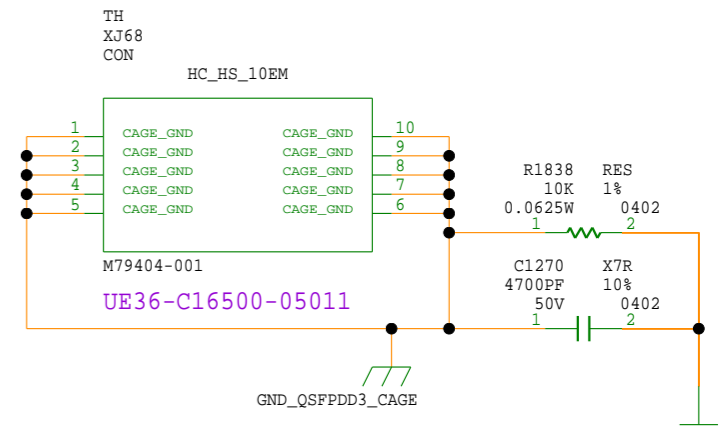 TH
XJ68
CON
HC_HS_10EM
1 CAGE_GND CAGE_GND 10
2 CAGE_GND CAGE_GND 9
3 CAGE_GND CAGE_GND 8
4 CAGE_GND CAGE_GND 7
5 CAGE_GND CAGE_GND 6
M79404-001
UE36-C16500-05011
R1838 RES
10K 1%
0.0625W 0402
1 2
C1270 X7R
4700PF 10%
50V 0402
1 2
GND_QSFPDD3_CAGE